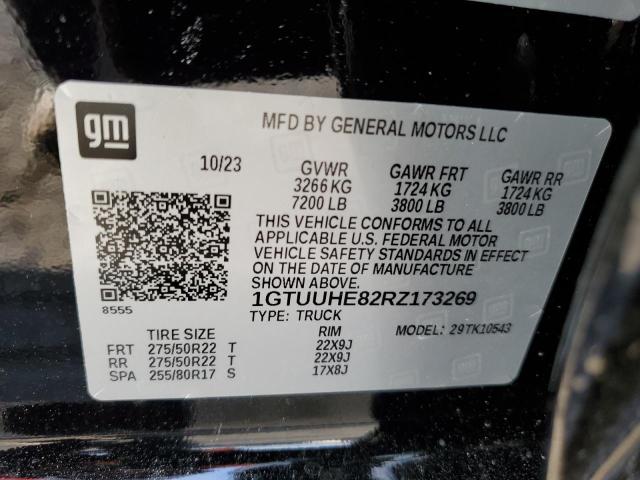 gm
MFD BY GENERAL MOTORS LLC
10/23 GVWR GAWR FRT GAWR RR
3266 KG 1724 KG 1724 KG
7200 LB 3800 LB 3800 LB
THIS VEHICLE CONFORMS TO ALL
APPLICABLE U.S. FEDERAL MOTOR
VEHICLE SAFETY STANDARDS IN EFFECT
ON THE DATE OF MANUFACTURE
SHOWN ABOVE.
8555
1GTUUHE82RZ173269
TYPE: TRUCK MODEL: 29TK10543
TIRE SIZE RIM
FRT 275/50R22 T 22X9J
RR 275/50R22 T 22X9J
SPA 255/80R17 S 17X8J